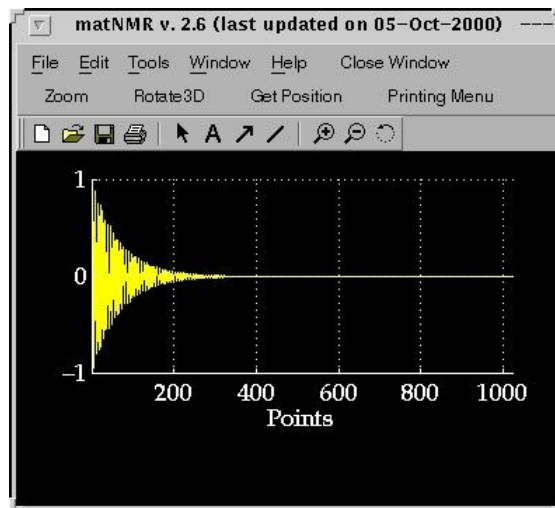 matNMR v. 2.6 (last updated on 05-Oct-2000)
File Edit Tools Window Help Close Window
Zoom Rotate3D Get Position Printing Menu
A
1
0
−1
200 400 600 800 1000
Points